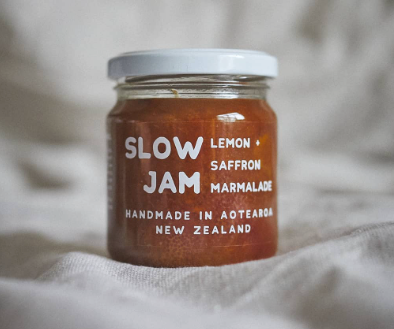 SLOW JAM
LEMON +
SAFFRON
MARMALADE
HANDMADE IN AOTEAROA
NEW ZEALAND